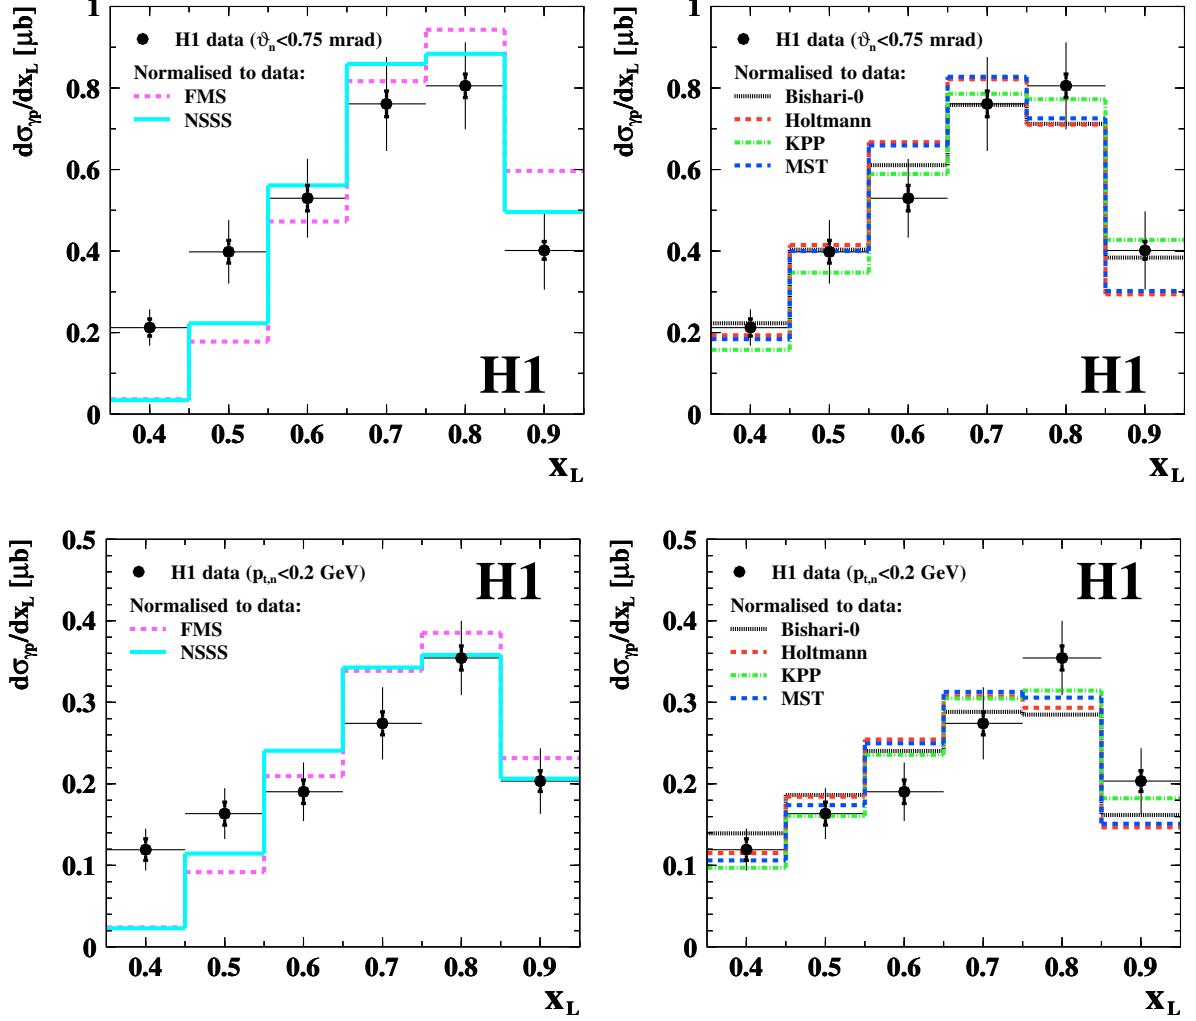 dσγp/dxL [μb]
1
0.8
0.6
0.4
0.2
0
H1 data (ϑn<0.75 mrad)
Normalised to data:
FMS
NSSS
H1
0.4 0.5 0.6 0.7 0.8 0.9
xL
dσγp/dxL [μb]
1
0.8
0.6
0.4
0.2
0
H1 data (ϑn<0.75 mrad)
Normalised to data:
Bishari-0
Holtmann
KPP
MST
H1
0.4 0.5 0.6 0.7 0.8 0.9
xL
dσγp/dxL [μb]
0.5
0.4
0.3
0.2
0.1
0
H1 data (pt,n<0.2 GeV)
H1
Normalised to data:
FMS
NSSS
0.4 0.5 0.6 0.7 0.8 0.9
xL
dσγp/dxL [μb]
0.5
0.4
0.3
0.2
0.1
0
H1 data (pt,n<0.2 GeV)
H1
Normalised to data:
Bishari-0
Holtmann
KPP
MST
0.4 0.5 0.6 0.7 0.8 0.9
xL